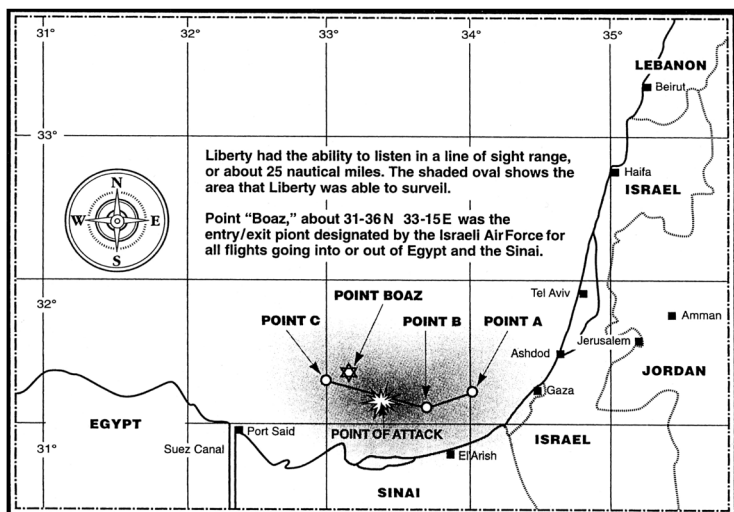 31°
32°
33°
34°
35°
LEBANON
Beirut
33°
Liberty had the ability to listen in a line of sight range,
or about 25 nautical miles. The shaded oval shows the
area that Liberty was able to surveil.
Haifa
ISRAEL
N
W E
S
Point "Boaz," about 31-36 N 33-15 E was the
entry/exit piont designated by the Israeli Air Force for
all flights going into or out of Egypt and the Sinai.
32°
Tel Aviv
POINT BOAZ
POINT C
POINT B
POINT A
Amman
Jerusalem
Ashdod
JORDAN
Gaza
EGYPT
Port Said
POINT OF ATTACK
ISRAEL
31°
Suez Canal
El'Arish
SINAI